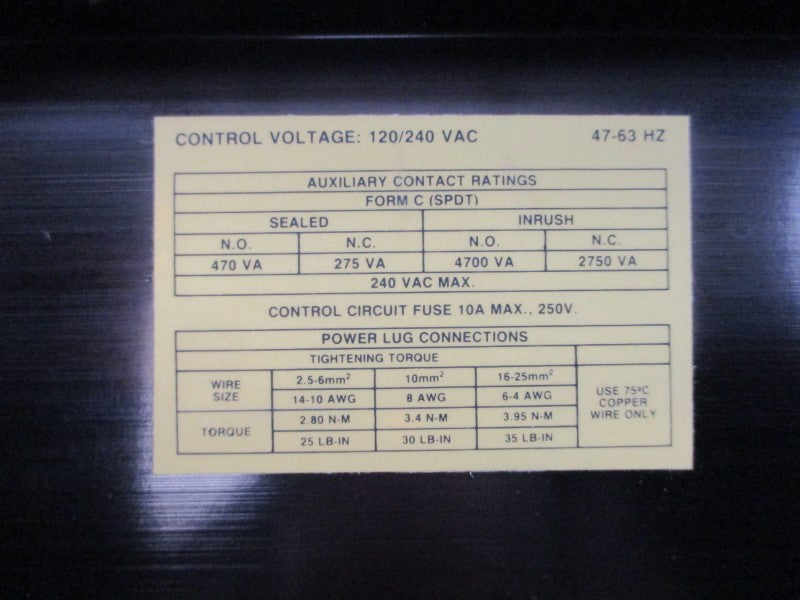 CONTROL VOLTAGE: 120/240 VAC 47-63 HZ
AUXILIARY CONTACT RATINGS
FORM C (SPDT)
SEALED INRUSH
N.O. N.C. N.O. N.C.
470 VA 275 VA 4700 VA 2750 VA
240 VAC MAX.
CONTROL CIRCUIT FUSE 10A MAX., 250V.
POWER LUG CONNECTIONS
TIGHTENING TORQUE
WIRE SIZE 2.5-6mm² 10mm² 16-25mm²
14-10 AWG 8 AWG 6-4 AWG
TORQUE 2.80 N-M 3.4 N-M 3.95 N-M
25 LB-IN 30 LB-IN 35 LB-IN
USE 75ºC
COPPER
WIRE ONLY